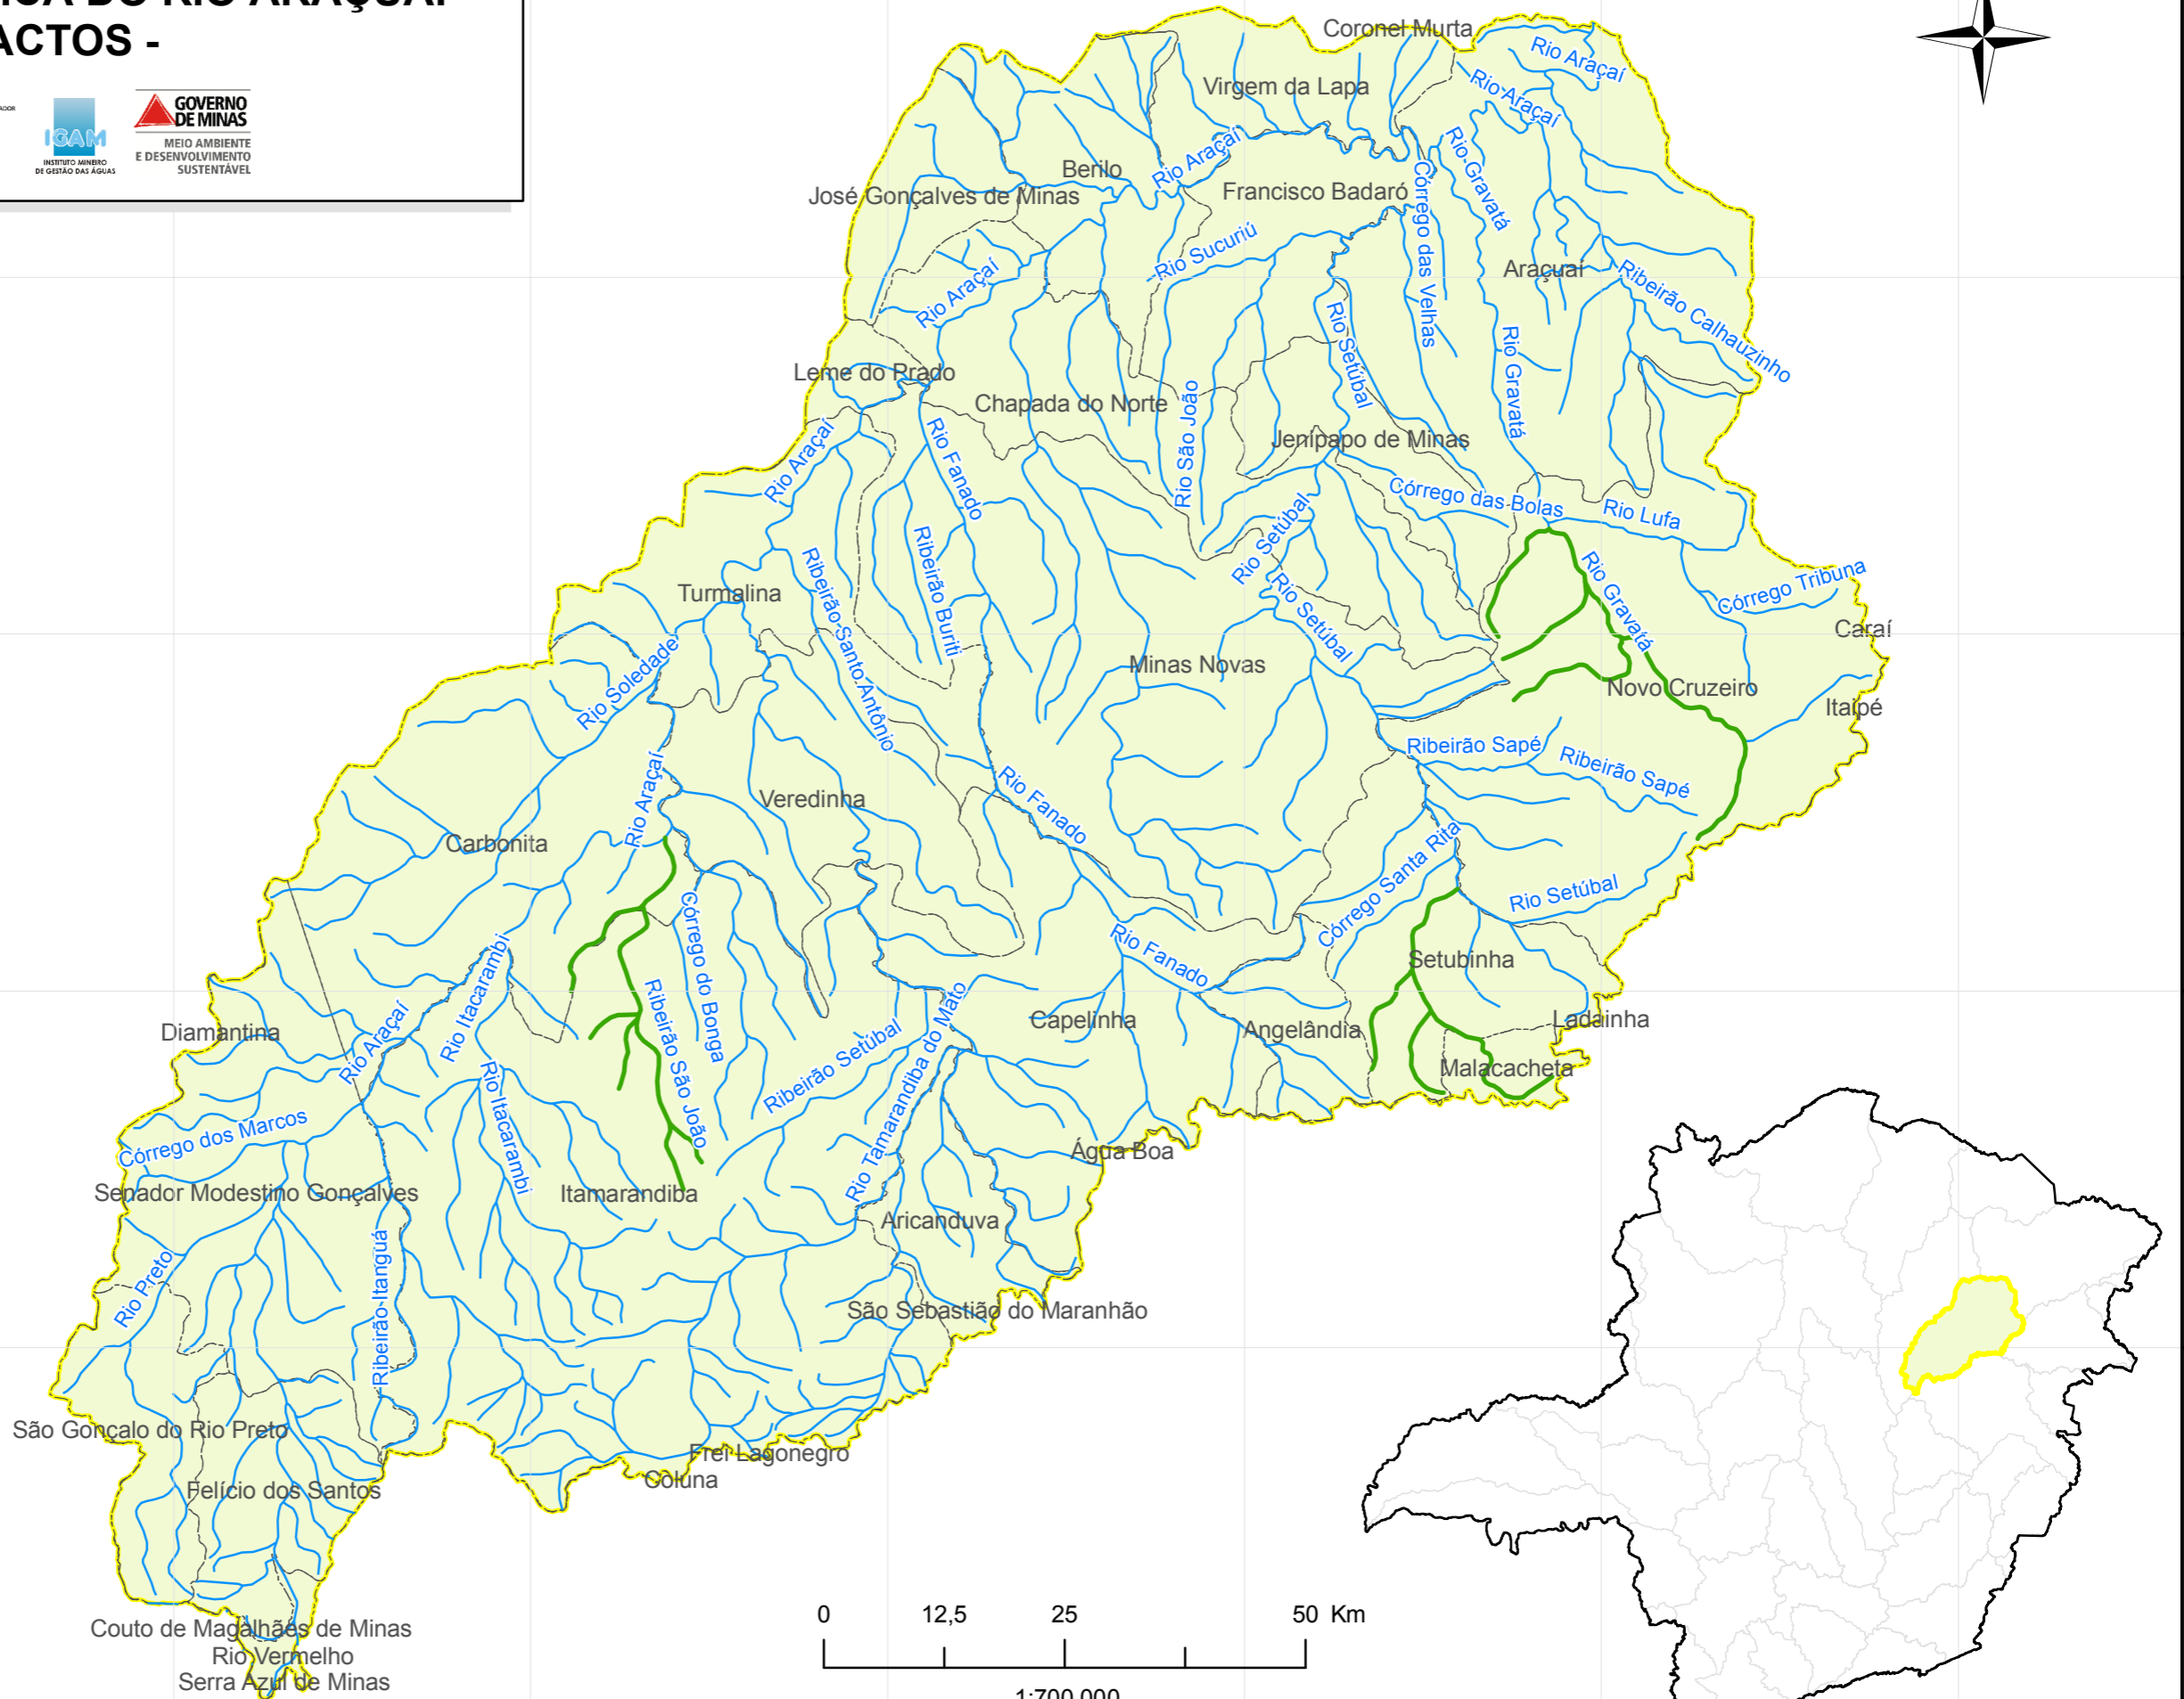 ACTOS -
IGAM
INSTITUTO MINEIRO
DE GESTÃO DAS ÁGUAS
GOVERNO
DE MINAS
MEIO AMBIENTE
E DESENVOLVIMENTO
SUSTENTÁVEL
Coronel Murta
Rio Araçaí
Virgem da Lapa
Rio Araçaí
Rio Araçaí
Rio Gravatá
Berilo
José Gonçalves de Minas
Francisco Badaró
Córrego das Velhas
Rio Sucuriú
Rio Araçaí
Araçuaí
Ribeirão Calhauzinho
Rio Setúbal
Rio Gravatá
Leme do Prado
Chapada do Norte
Rio São João
Jenipapo de Minas
Rio Araçaí
Rio Fanado
Córrego das Bolas
Rio Lufa
Rio Setúbal
Ribeirão Buriti
Ribeirão Santo Antônio
Rio Gravatá
Córrego Tribuna
Turmalina
Rio Setúbal
Caraí
Rio Soledade
Minas Novas
Novo Cruzeiro
Itaipé
Ribeirão Sapé
Ribeirão Sapé
Rio Araçaí
Veredinha
Rio Fanado
Carbonita
Córrego Santa Rita
Rio Setúbal
Córrego do Bonga
Rio Fanado
Setubinha
Rio Itacarambi
Ribeirão São João
Diamantina
Rio Araçaí
Ribeirão Setúbal
Rio Tamarandiba do Mato
Capelinha
Angelândia
Ladainha
Malacacheta
Rio Itacarambi
Córrego dos Marcos
Água Boa
Senador Modestino Gonçalves
Itamarandiba
Aricanduva
Rio Preto
Ribeirão Itanguá
São Sebastião do Maranhão
São Gonçalo do Rio Preto
Frei Lagonegro
Coluna
Felício dos Santos
Couto de Magalhães de Minas
Rio Vermelho
Serra Azul de Minas
0 12,5 25 50 Km
1:700.000